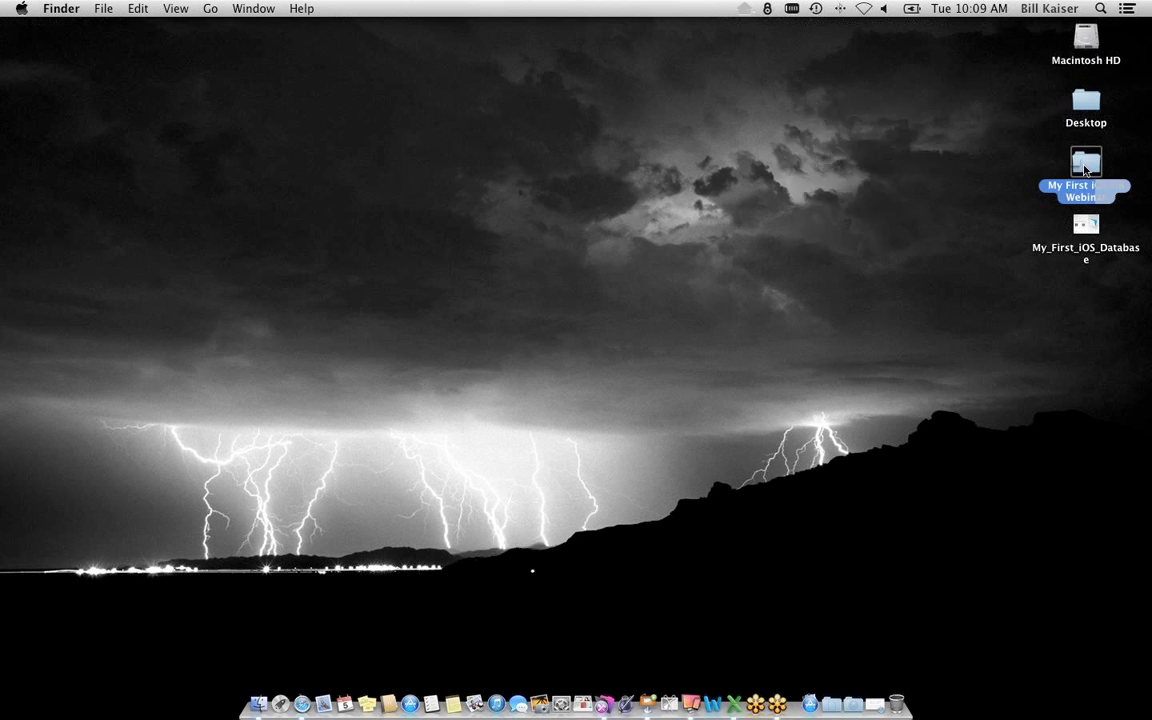 Finder File Edit View Go Window Help
Tue 10:09 AM Bill Kaiser
Macintosh HD
Desktop
My First
My_First_iOS_Databas
e
5